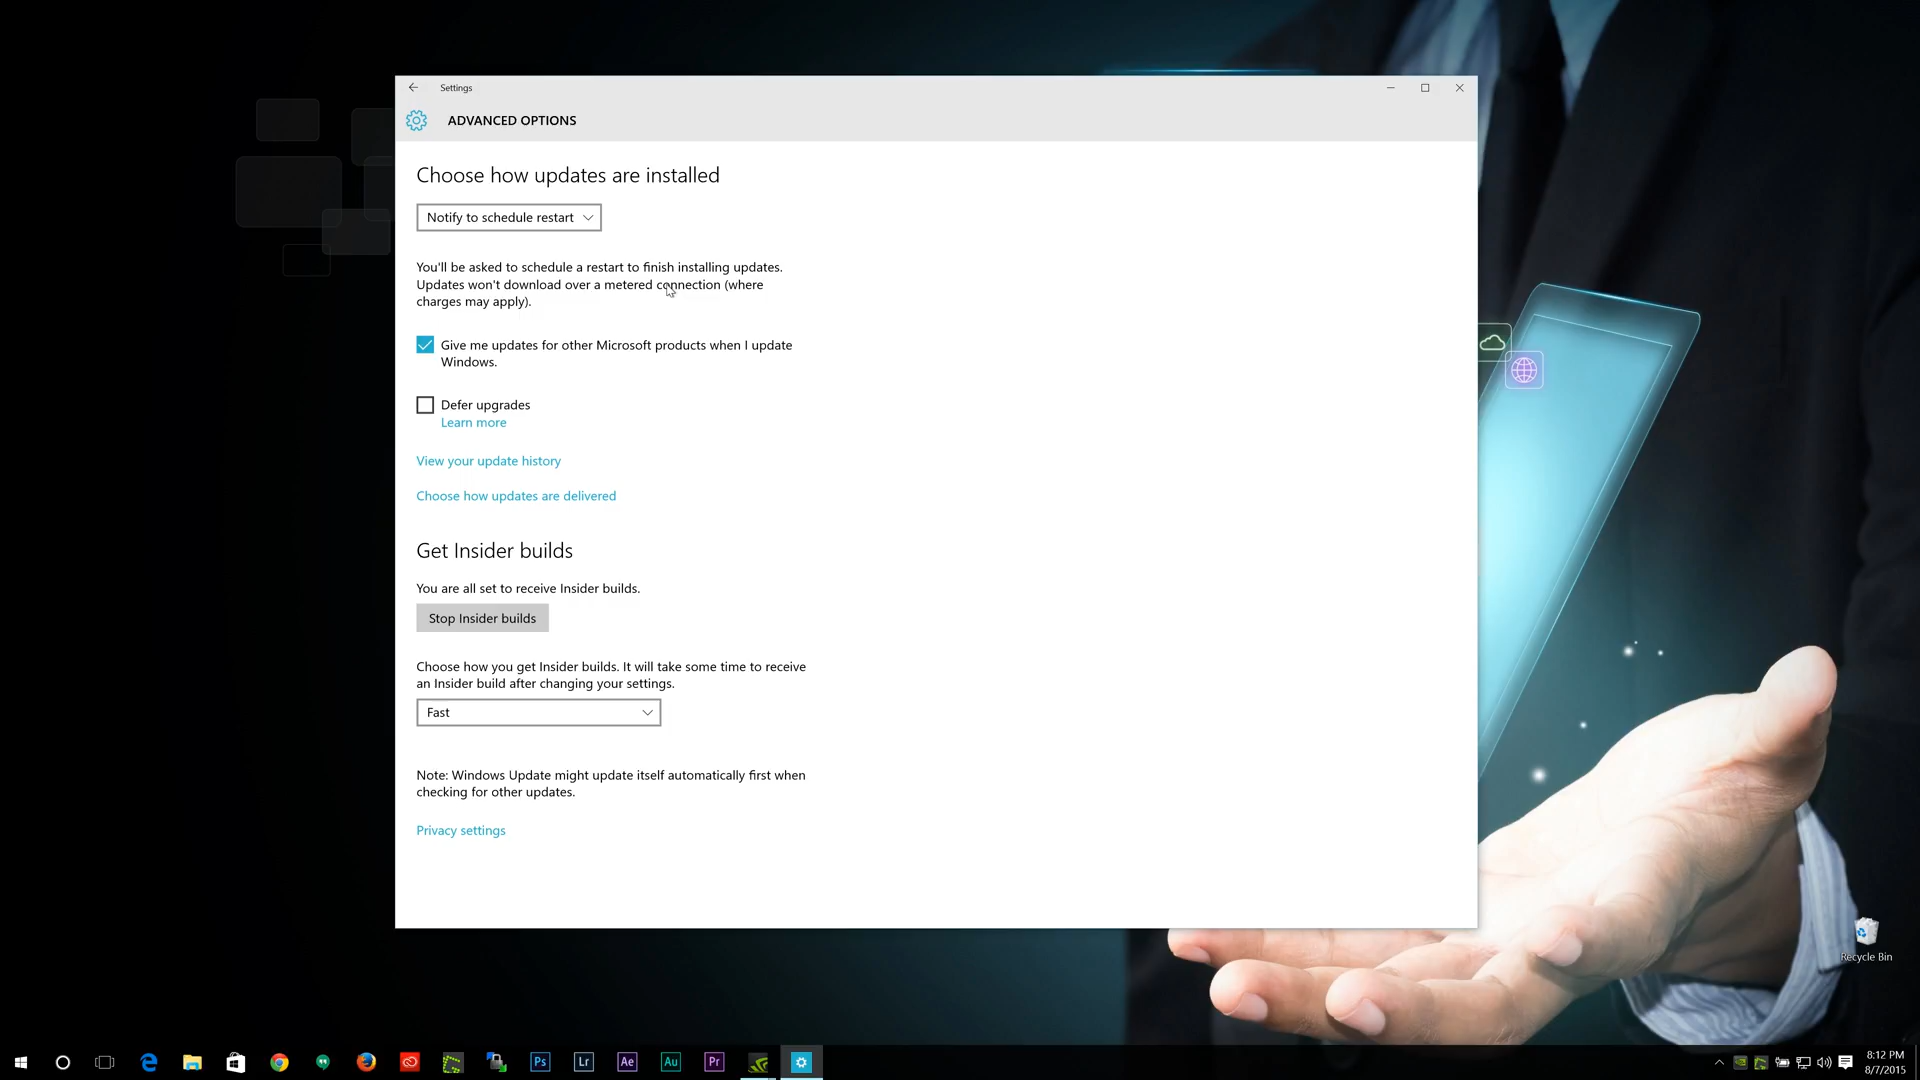 Settings
ADVANCED OPTIONS
Choose how updates are installed
Notify to schedule restart
You'll be asked to schedule a restart to finish installing updates.
Updates won't download over a metered connection (where
charges may apply).
Give me updates for other Microsoft products when I update
Windows.
Defer upgrades
Learn more
View your update history
Choose how updates are delivered
Get Insider builds
You are all set to receive Insider builds.
Stop Insider builds
Choose how you get Insider builds. It will take some time to receive
an Insider build after changing your settings.
Fast
Note: Windows Update might update itself automatically first when
checking for other updates.
Privacy settings
Recycle Bin
Ps
Lr
Ae
Au
Pr
8:12 PM
8/7/2015